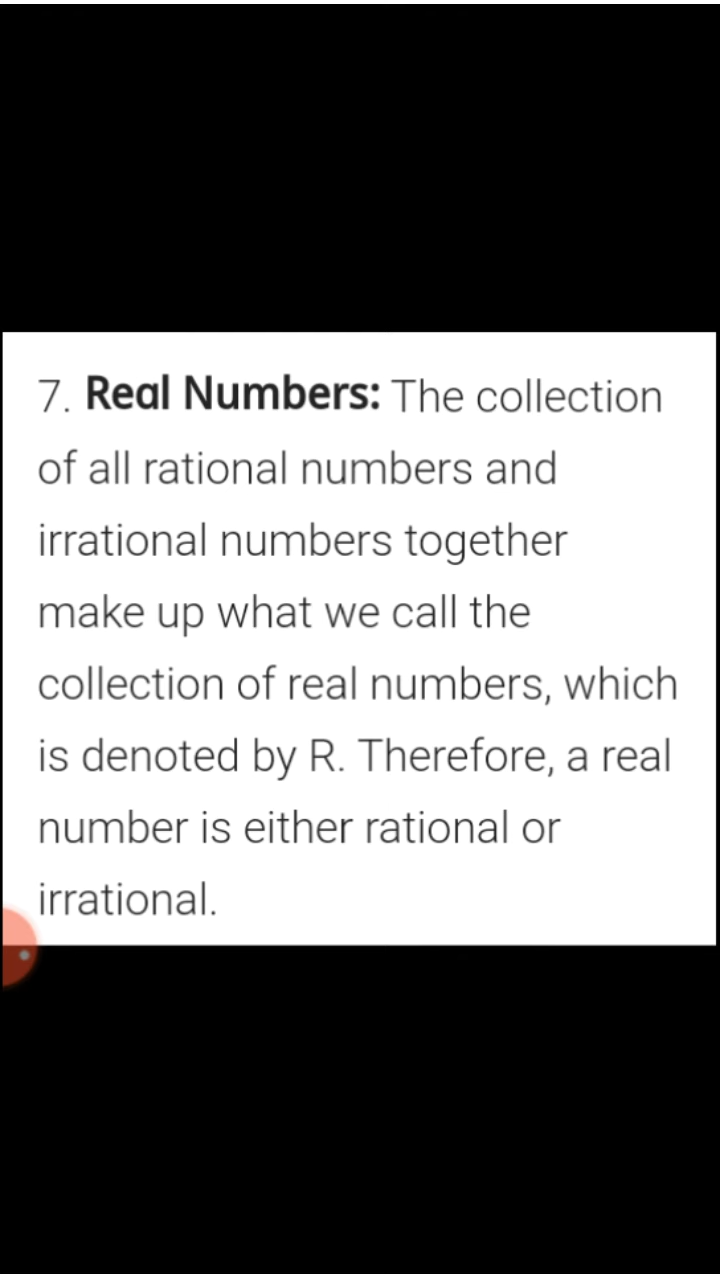 7. Real Numbers: The collection
of all rational numbers and
irrational numbers together
make up what we call the
collection of real numbers, which
is denoted by R. Therefore, a real
number is either rational or
irrational.